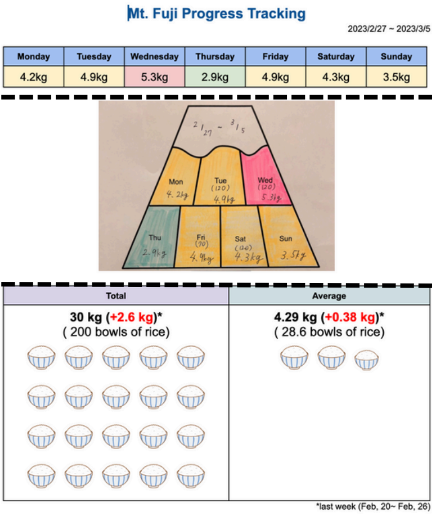 Mt. Fuji Progress Tracking
2023/2/27 ~ 2023/3/5
Monday Tuesday Wednesday Thursday Friday Saturday Sunday
4.2kg 4.9kg 5.3kg 2.9kg 4.9kg 4.3kg 3.5kg
2/27 - 3/5
Mon Tue Wed
(120) (120)
4.2kg 4.9kg 5.3kg
Thu Fri Sat Sun
2.9kg 4.9kg 4.3kg 3.5kg
Total Average
30 kg (+2.6 kg)* 4.29 kg (+0.38 kg)*
( 200 bowls of rice) ( 28.6 bowls of rice)
*last week (Feb, 20~ Feb, 26)